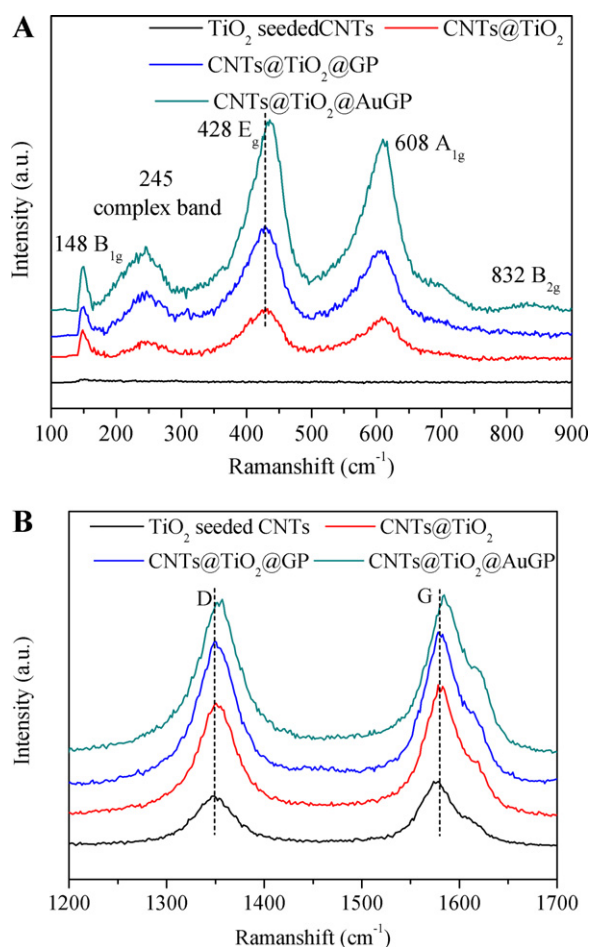 A
TiO2 seededCNTs
CNTs@TiO2
CNTs@TiO2@GP
CNTs@TiO2@AuGP
428 Eg
608 A1g
245
complex band
148 B1g
832 B2g
Intensity (a.u.)
100 200 300 400 500 600 700 800 900
Ramanshift (cm-1)
B
TiO2 seeded CNTs
CNTs@TiO2
CNTs@TiO2@GP
CNTs@TiO2@AuGP
D
G
Intensity (a.u.)
1200 1300 1400 1500 1600 1700
Ramanshift (cm-1)